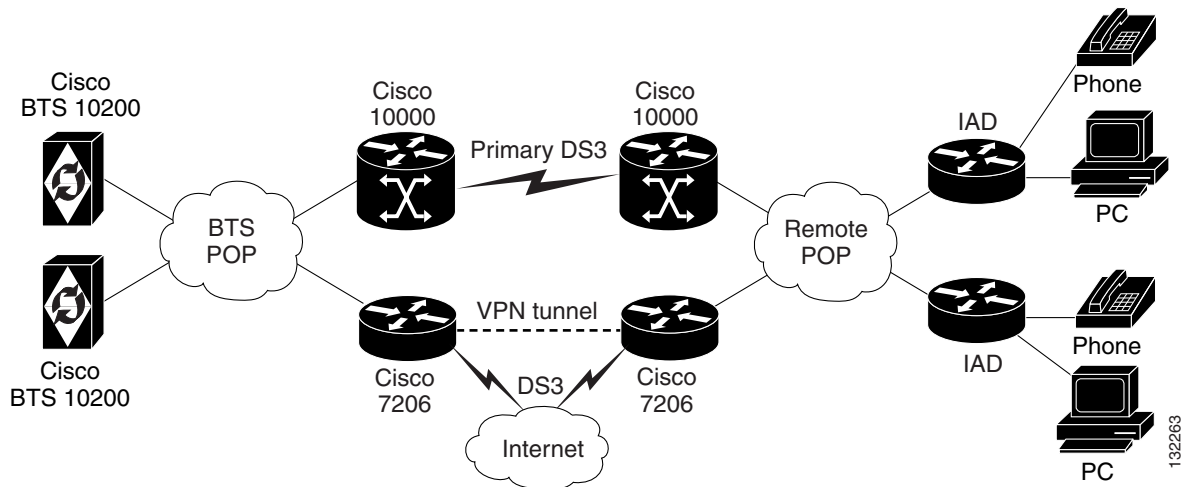 Cisco
BTS 10200
Cisco
10000
Primary DS3
Cisco
10000
IAD
Phone
PC
BTS
POP
Remote
POP
VPN tunnel
Cisco
BTS 10200
Cisco
7206
DS3
Cisco
7206
Internet
IAD
Phone
PC
132263